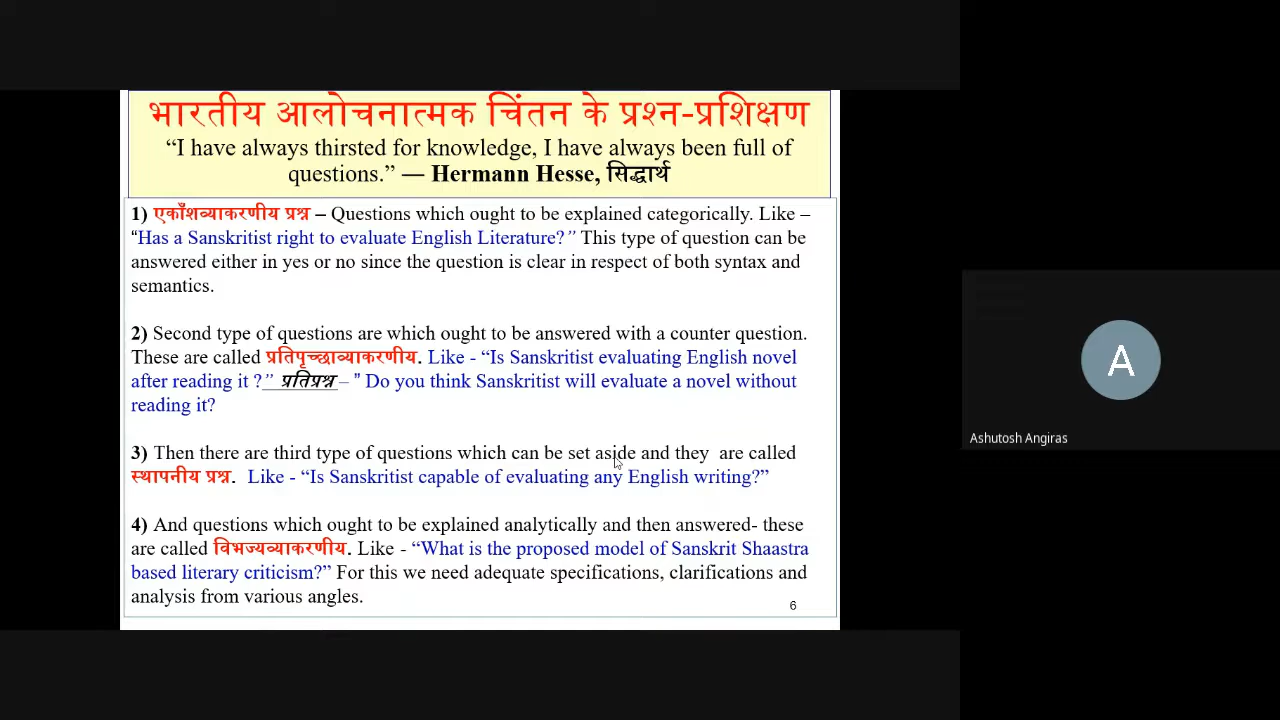 भारतीय आलोचनात्मक चिंतन के प्रश्न-प्रशिक्षण
“I have always thirsted for knowledge, I have always been full of
questions.” — Hermann Hesse, सिद्धार्थ
1) एकाँशव्याकरणीय प्रश्न – Questions which ought to be explained categorically. Like –
“Has a Sanskritist right to evaluate English Literature?” This type of question can be
answered either in yes or no since the question is clear in respect of both syntax and
semantics.
2) Second type of questions are which ought to be answered with a counter question.
These are called प्रतिपृच्छाव्याकरणीय. Like - “Is Sanskritist evaluating English novel
after reading it ?” प्रतिप्रश्न – ” Do you think Sanskritist will evaluate a novel without
reading it?
3) Then there are third type of questions which can be set aside and they are called
स्थापनीय प्रश्न. Like - “Is Sanskritist capable of evaluating any English writing?”
4) And questions which ought to be explained analytically and then answered- these
are called विभज्यव्याकरणीय. Like - “What is the proposed model of Sanskrit Shaastra
based literary criticism?” For this we need adequate specifications, clarifications and
analysis from various angles.
6
A
Ashutosh Angiras